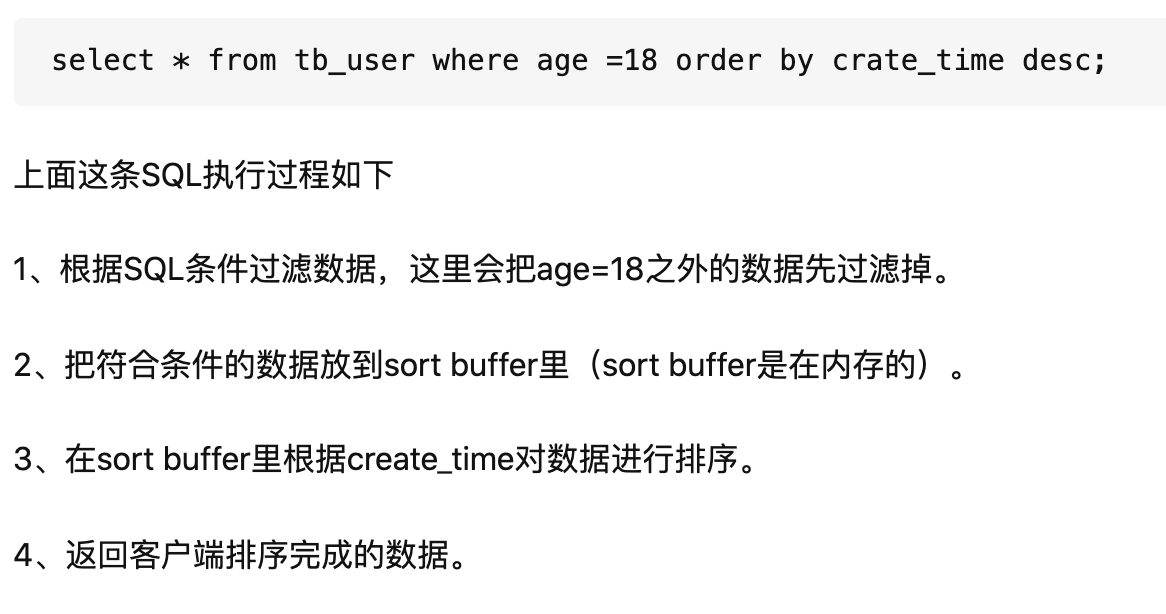 select * from tb_user where age =18 order by crate_time desc;
上面这条SQL执行过程如下
1、根据SQL条件过滤数据，这里会把age=18之外的数据先过滤掉。
2、把符合条件的数据放到sort buffer里（sort buffer是在内存的）。
3、在sort buffer里根据create_time对数据进行排序。
4、返回客户端排序完成的数据。